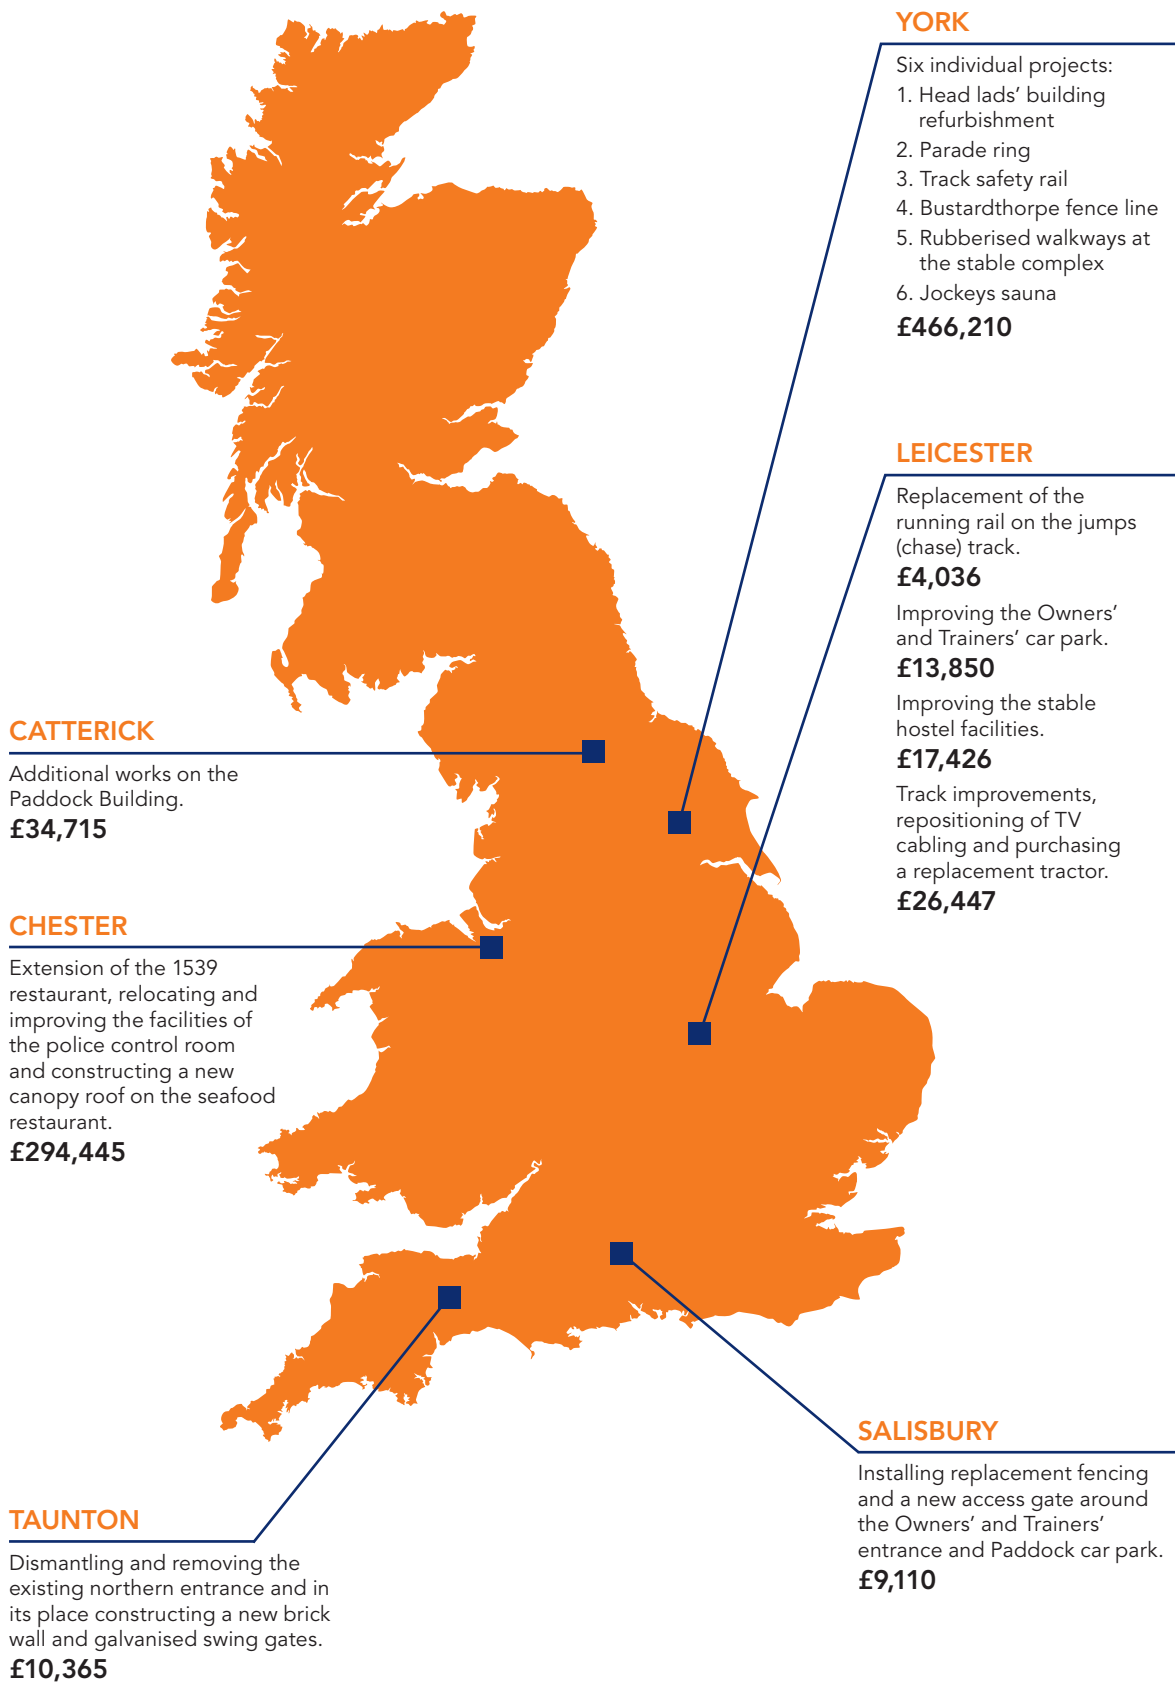 YORK
Six individual projects:
1. Head lads’ building
refurbishment
2. Parade ring
3. Track safety rail
4. Bustardthorpe fence line
5. Rubberised walkways at
the stable complex
6. Jockeys sauna
£466,210
LEICESTER
Replacement of the
running rail on the jumps
(chase) track.
£4,036
Improving the Owners’
and Trainers’ car park.
£13,850
Improving the stable
hostel facilities.
£17,426
Track improvements,
repositioning of TV
cabling and purchasing
a replacement tractor.
£26,447
CATTERICK
Additional works on the
Paddock Building.
£34,715
CHESTER
Extension of the 1539
restaurant, relocating and
improving the facilities of
the police control room
and constructing a new
canopy roof on the seafood
restaurant.
£294,445
SALISBURY
Installing replacement fencing
and a new access gate around
the Owners’ and Trainers’
entrance and Paddock car park.
£9,110
TAUNTON
Dismantling and removing the
existing northern entrance and in
its place constructing a new brick
wall and galvanised swing gates.
£10,365